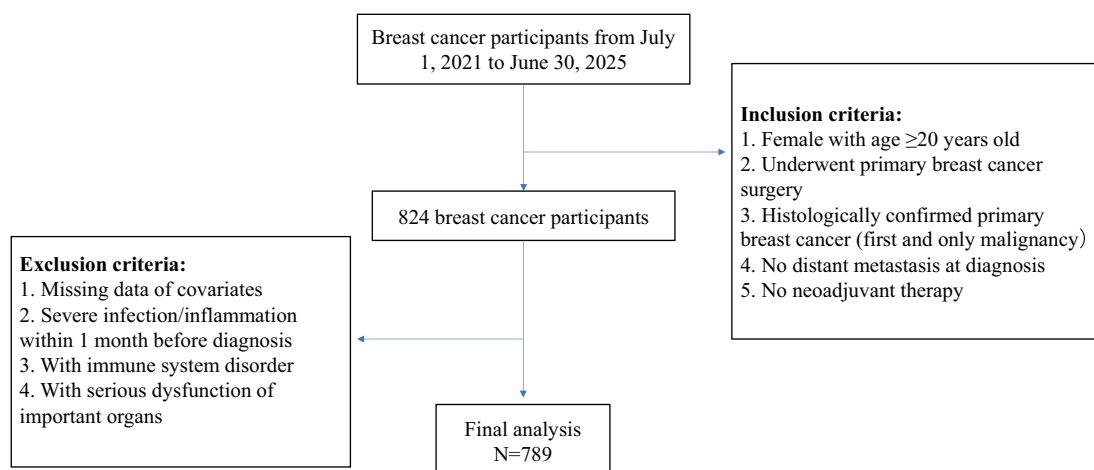 Breast cancer participants from July
1, 2021 to June 30, 2025
Inclusion criteria:
1. Female with age ≥20 years old
2. Underwent primary breast cancer
surgery
3. Histologically confirmed primary
breast cancer (first and only malignancy）
4. No distant metastasis at diagnosis
5. No neoadjuvant therapy
824 breast cancer participants
Exclusion criteria:
1. Missing data of covariates
2. Severe infection/inflammation
within 1 month before diagnosis
3. With immune system disorder
4. With serious dysfunction of
important organs
Final analysis
N=789